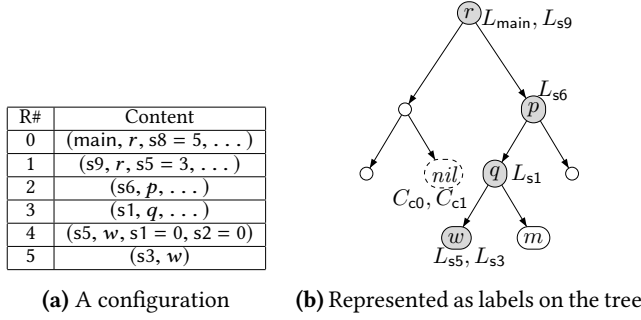 R# Content
0 (main, r, s8 = 5, . . . )
1 (s9, r, s5 = 3, . . . )
2 (s6, p, . . . )
3 (s1, q, . . . )
4 (s5, w, s1 = 0, s2 = 0)
5 (s3, w)
(a) A configuration
r L_main, L_s9
p L_s6
nil q L_s1
C_c0, C_c1
w m
L_s5, L_s3
(b) Represented as labels on the tree